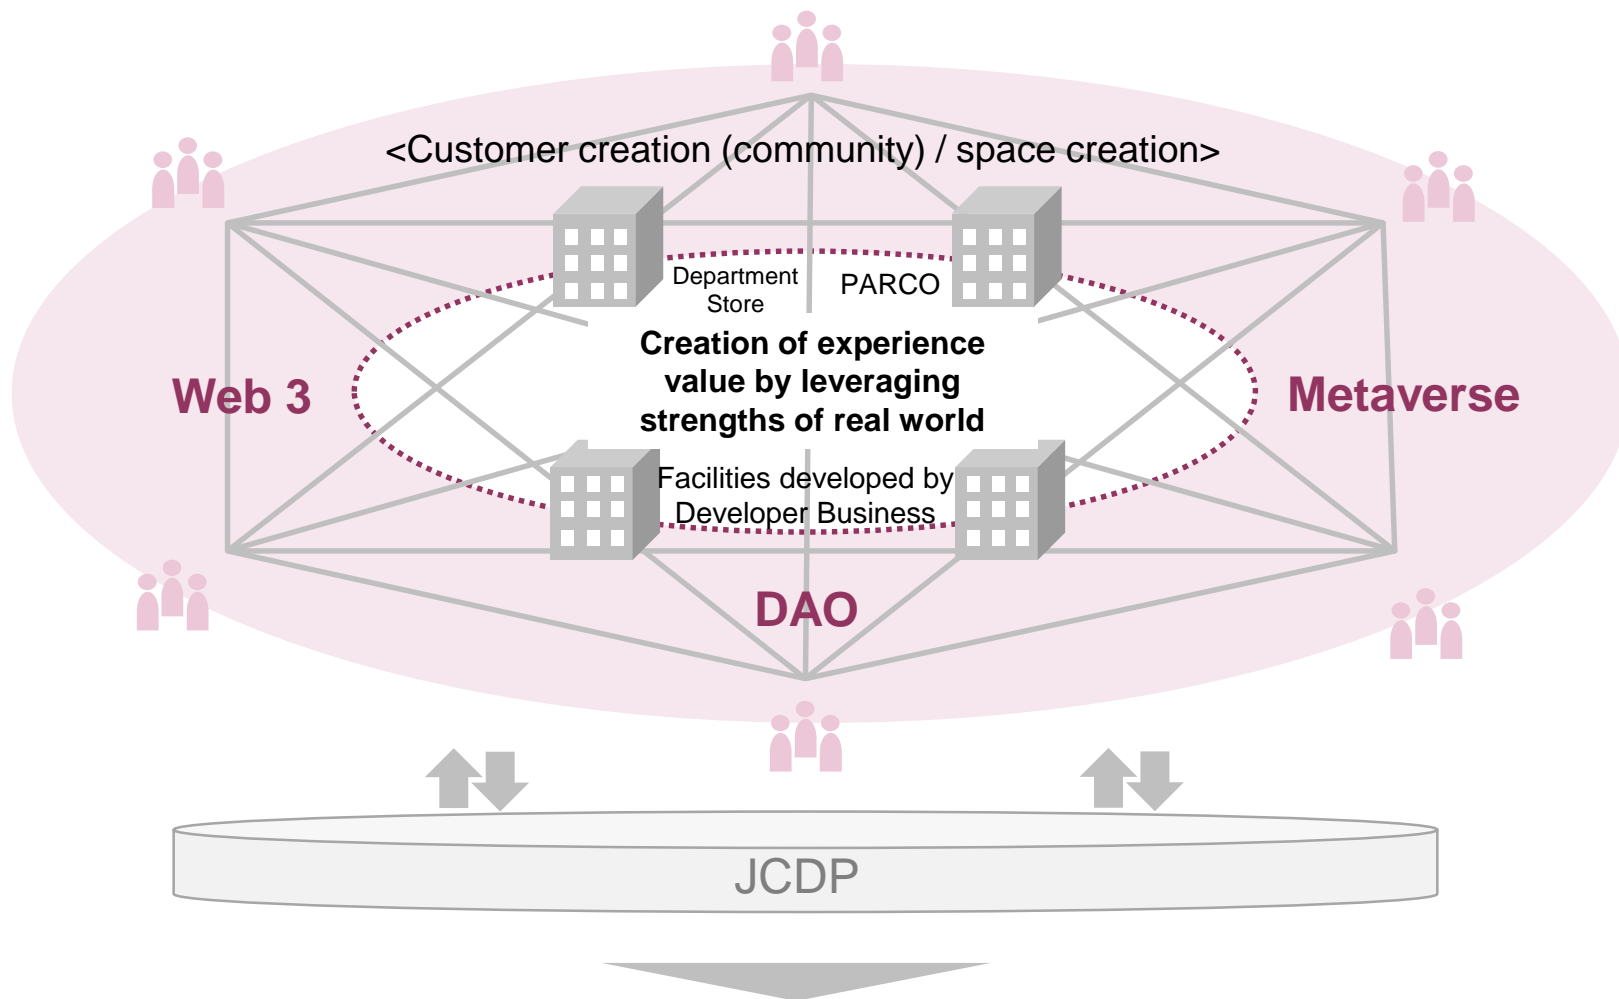 <Customer creation (community) / space creation>
Department
Store
PARCO
Creation of experience
value by leveraging
strengths of real world
Web 3
Metaverse
Facilities developed by
Developer Business
DAO
JCDP